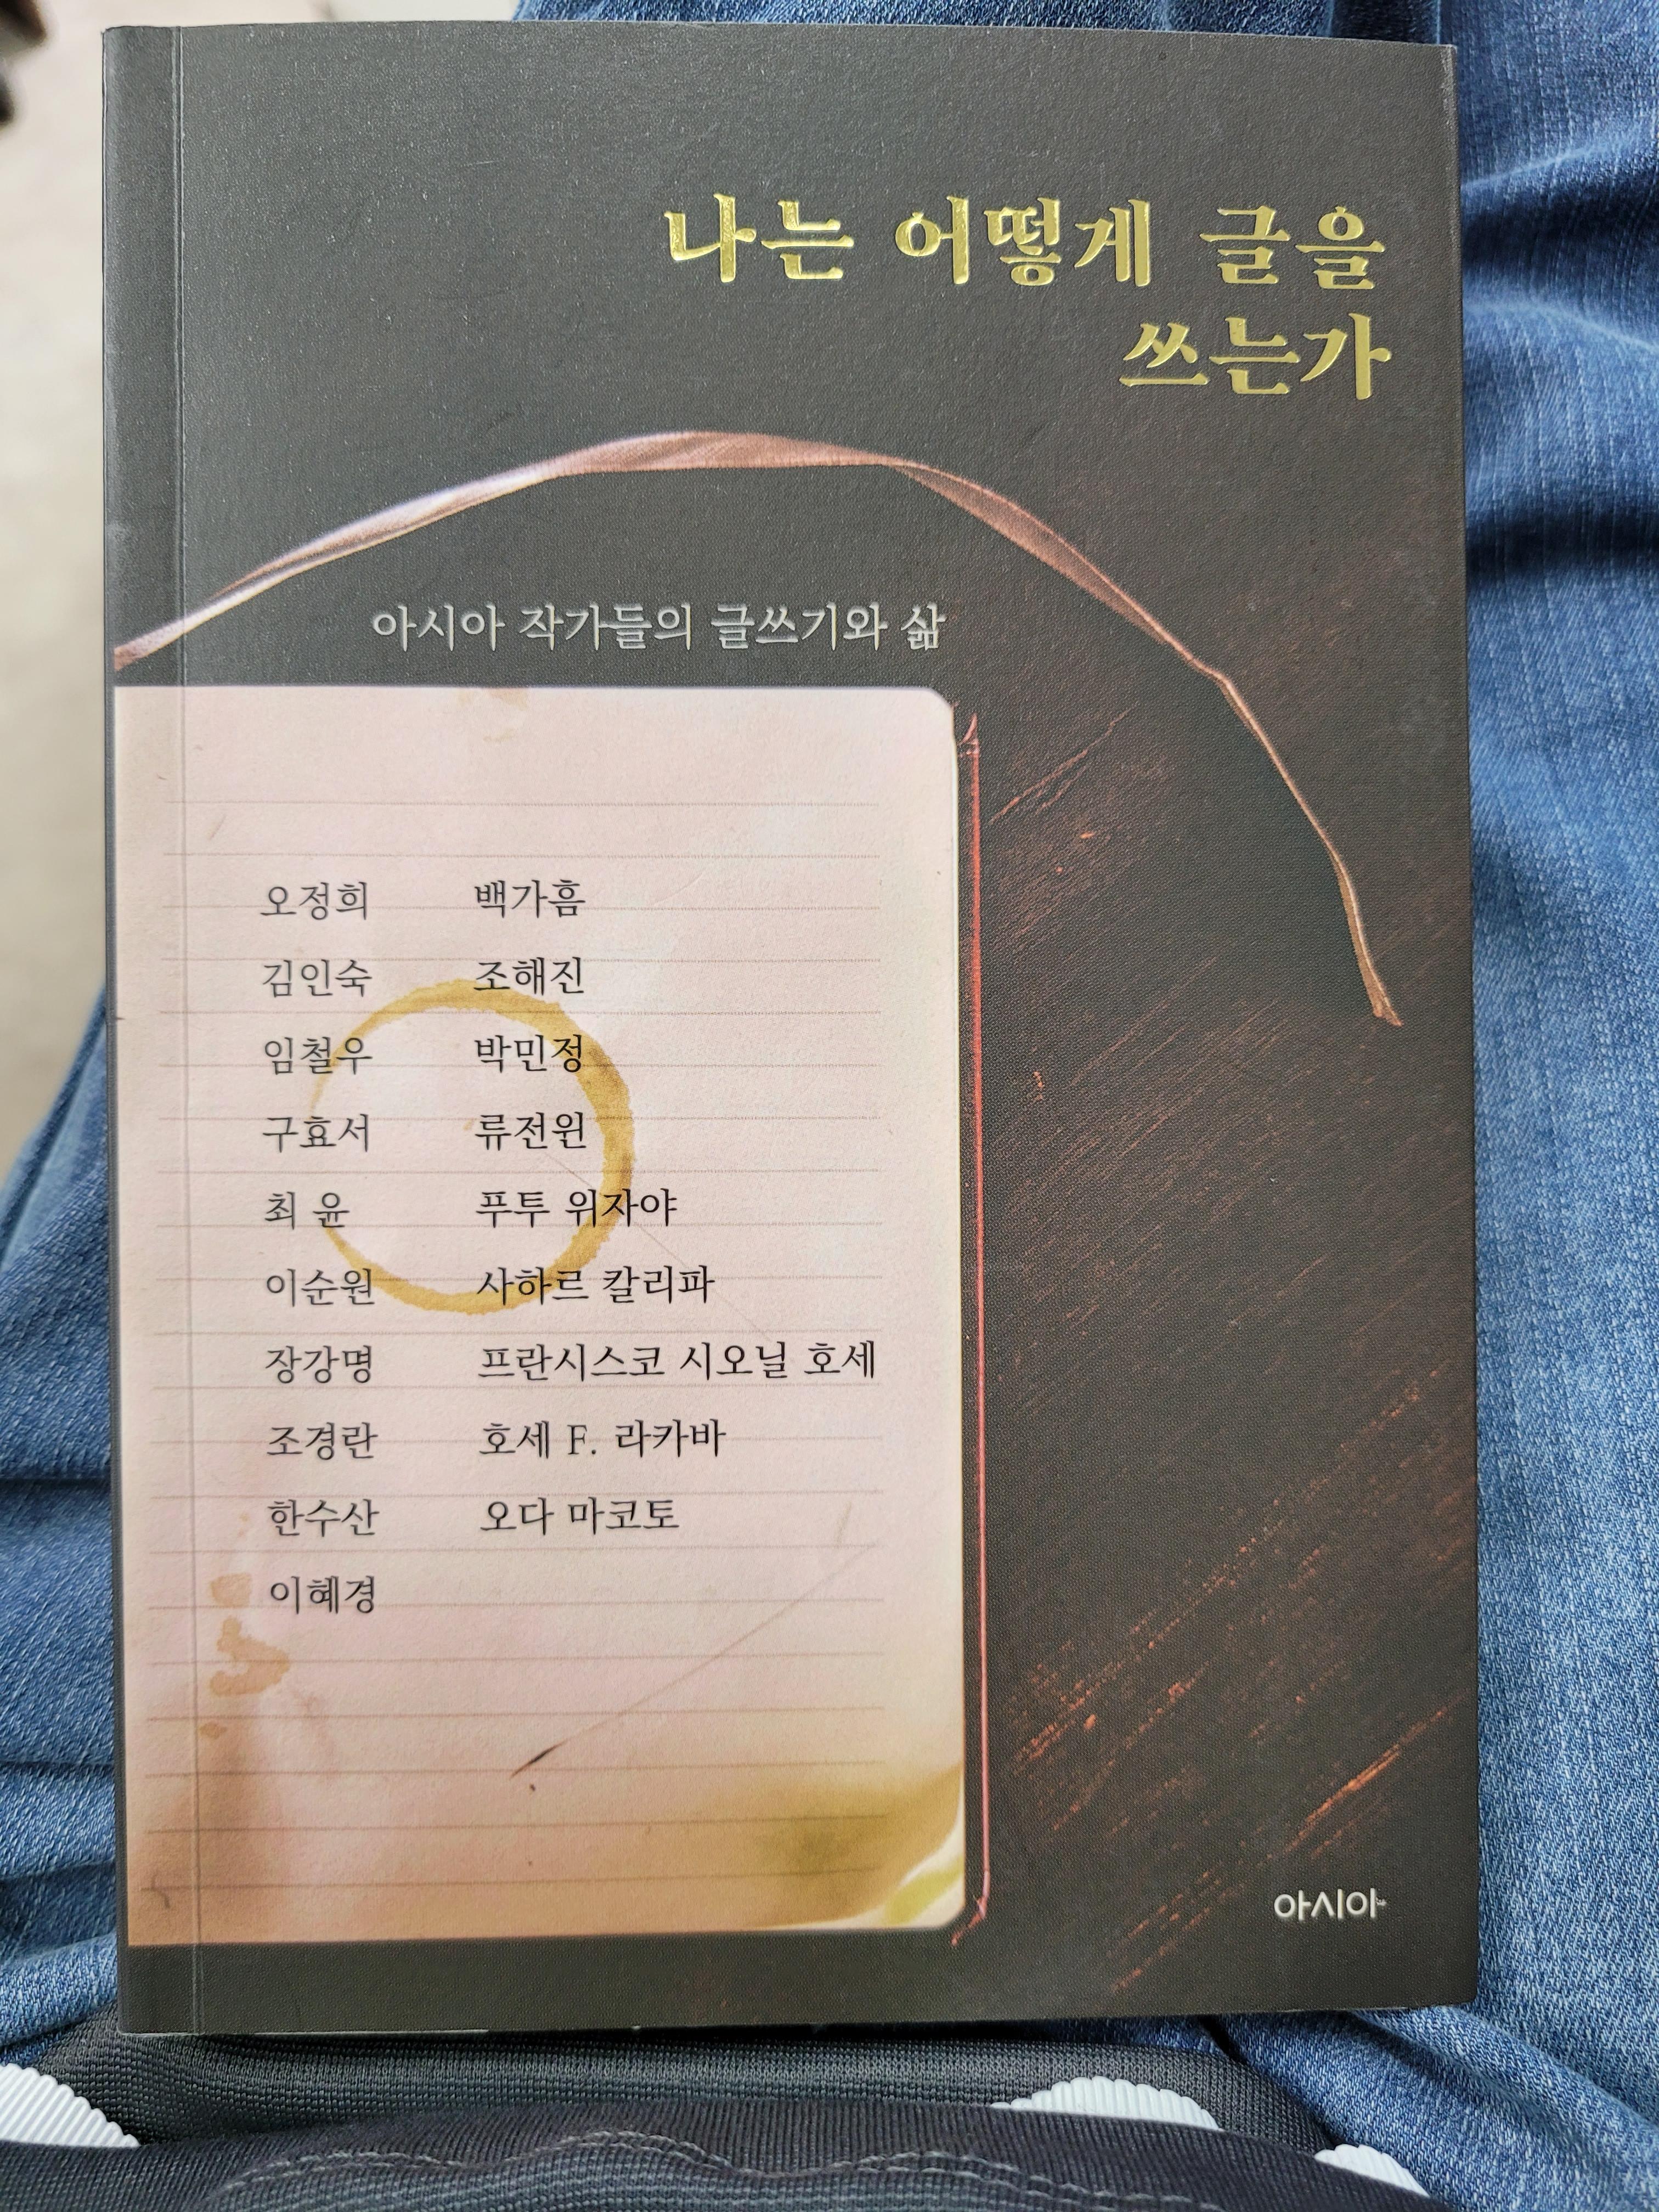 나는 어떻게 글을
쓰는가
아시아 작가들의 글쓰기와 삶
오정희 백가흠
김인숙 조해진
임철우 박민정
구효서 류전윈
최 윤 푸투 위자야
이순원 사하르 칼리파
장강명 프란시스코 시오닐 호세
조경란 호세 F. 라카바
한수산 오다 마코토
이혜경
아시아